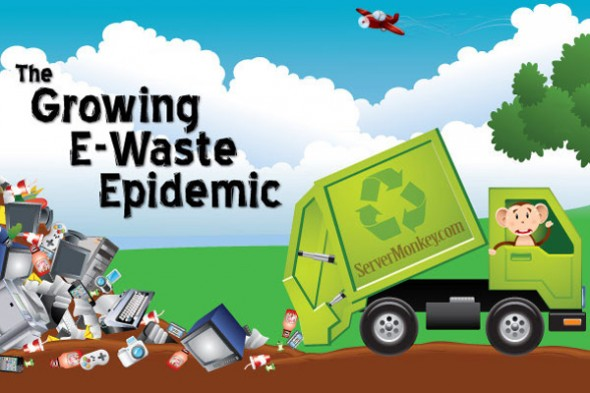 The
Growing
E-Waste
Epidemic
ServerMonkey.com